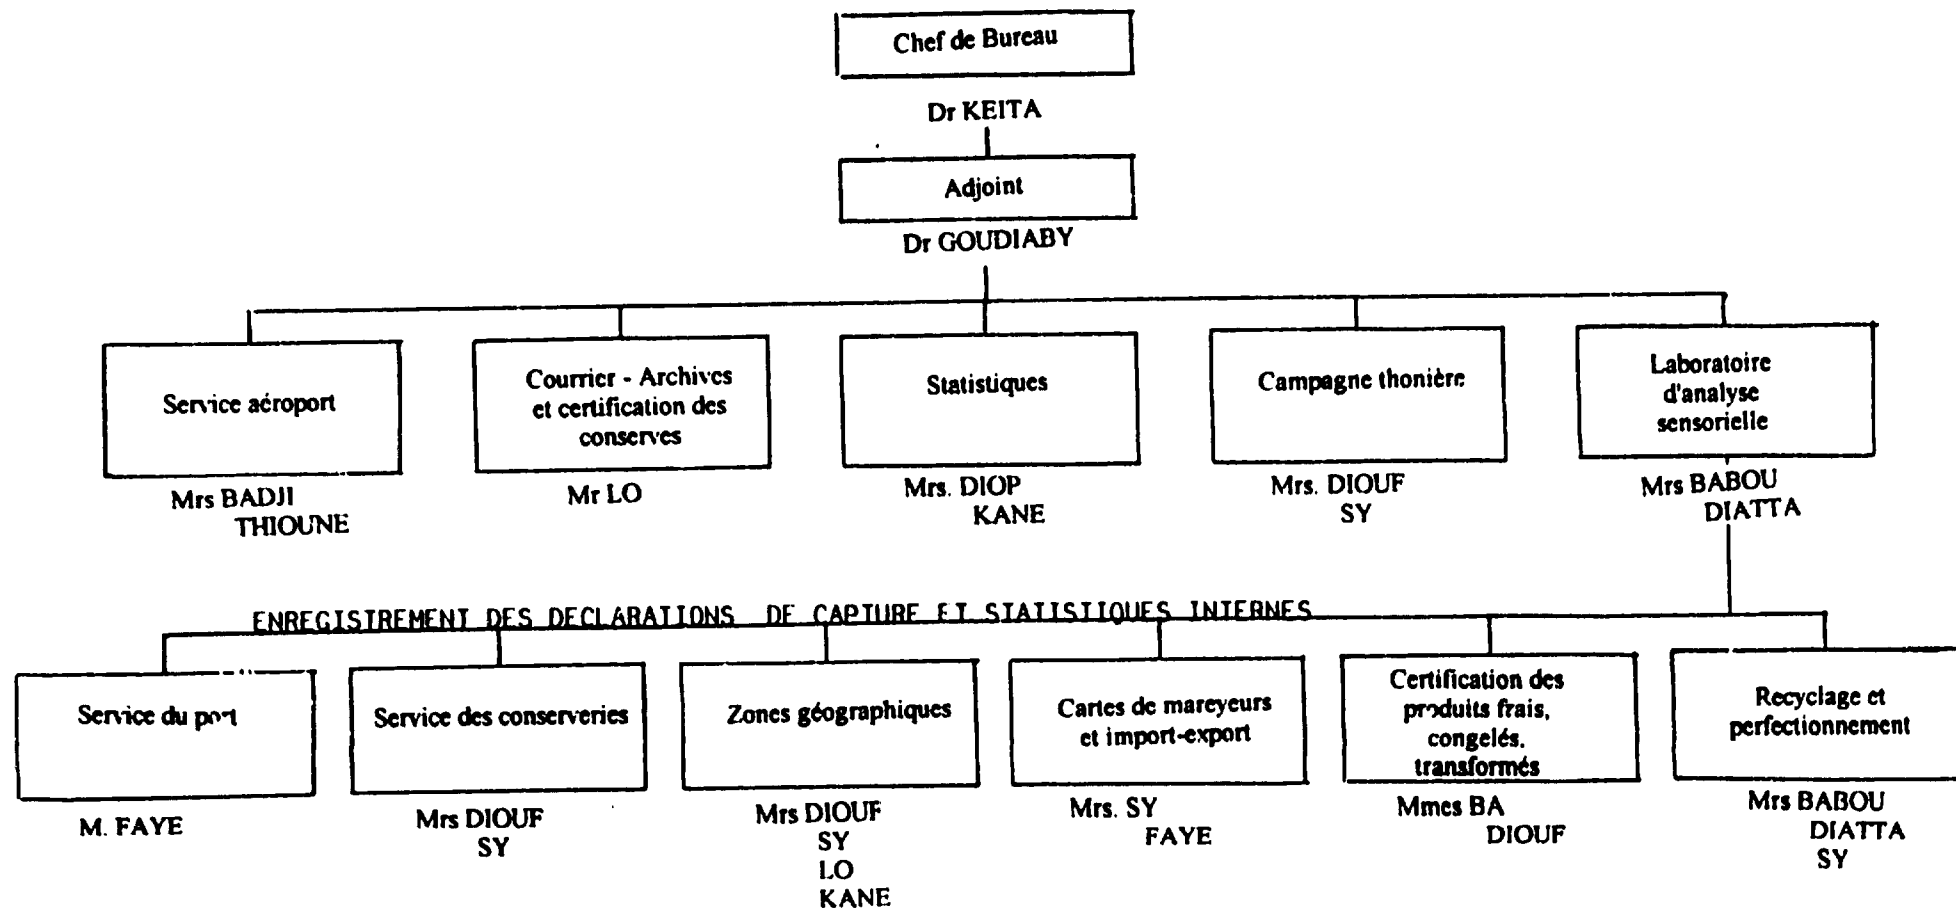 Chef de Bureau
Dr KEITA
Adjoint
Dr GOUDIABY
Service aéroport
Mrs BADJI
THIOUNE
Courrier - Archives
et certification des
conserves
Mr LO
Statistiques
Mrs. DIOP
KANE
Campagne thonière
Mrs. DIOUF
SY
Laboratoire
d'analyse
sensorielle
Mrs BABOU
DIATTA
ENREGISTREMENT DES DECLARATIONS DE CAPTURE ET STATISTIQUES INTERNES
Service du port
M. FAYE
Service des conserveries
Mrs DIOUF
SY
Zones géographiques
Mrs DIOUF
SY
LO
KANE
Cartes de mareyeurs
et import-export
Mrs. SY
FAYE
Certification des
produits frais,
congelés.
transformés
Mmes BA
DIOUF
Recyclage et
perfectionnement
Mrs BABOU
DIATTA
SY